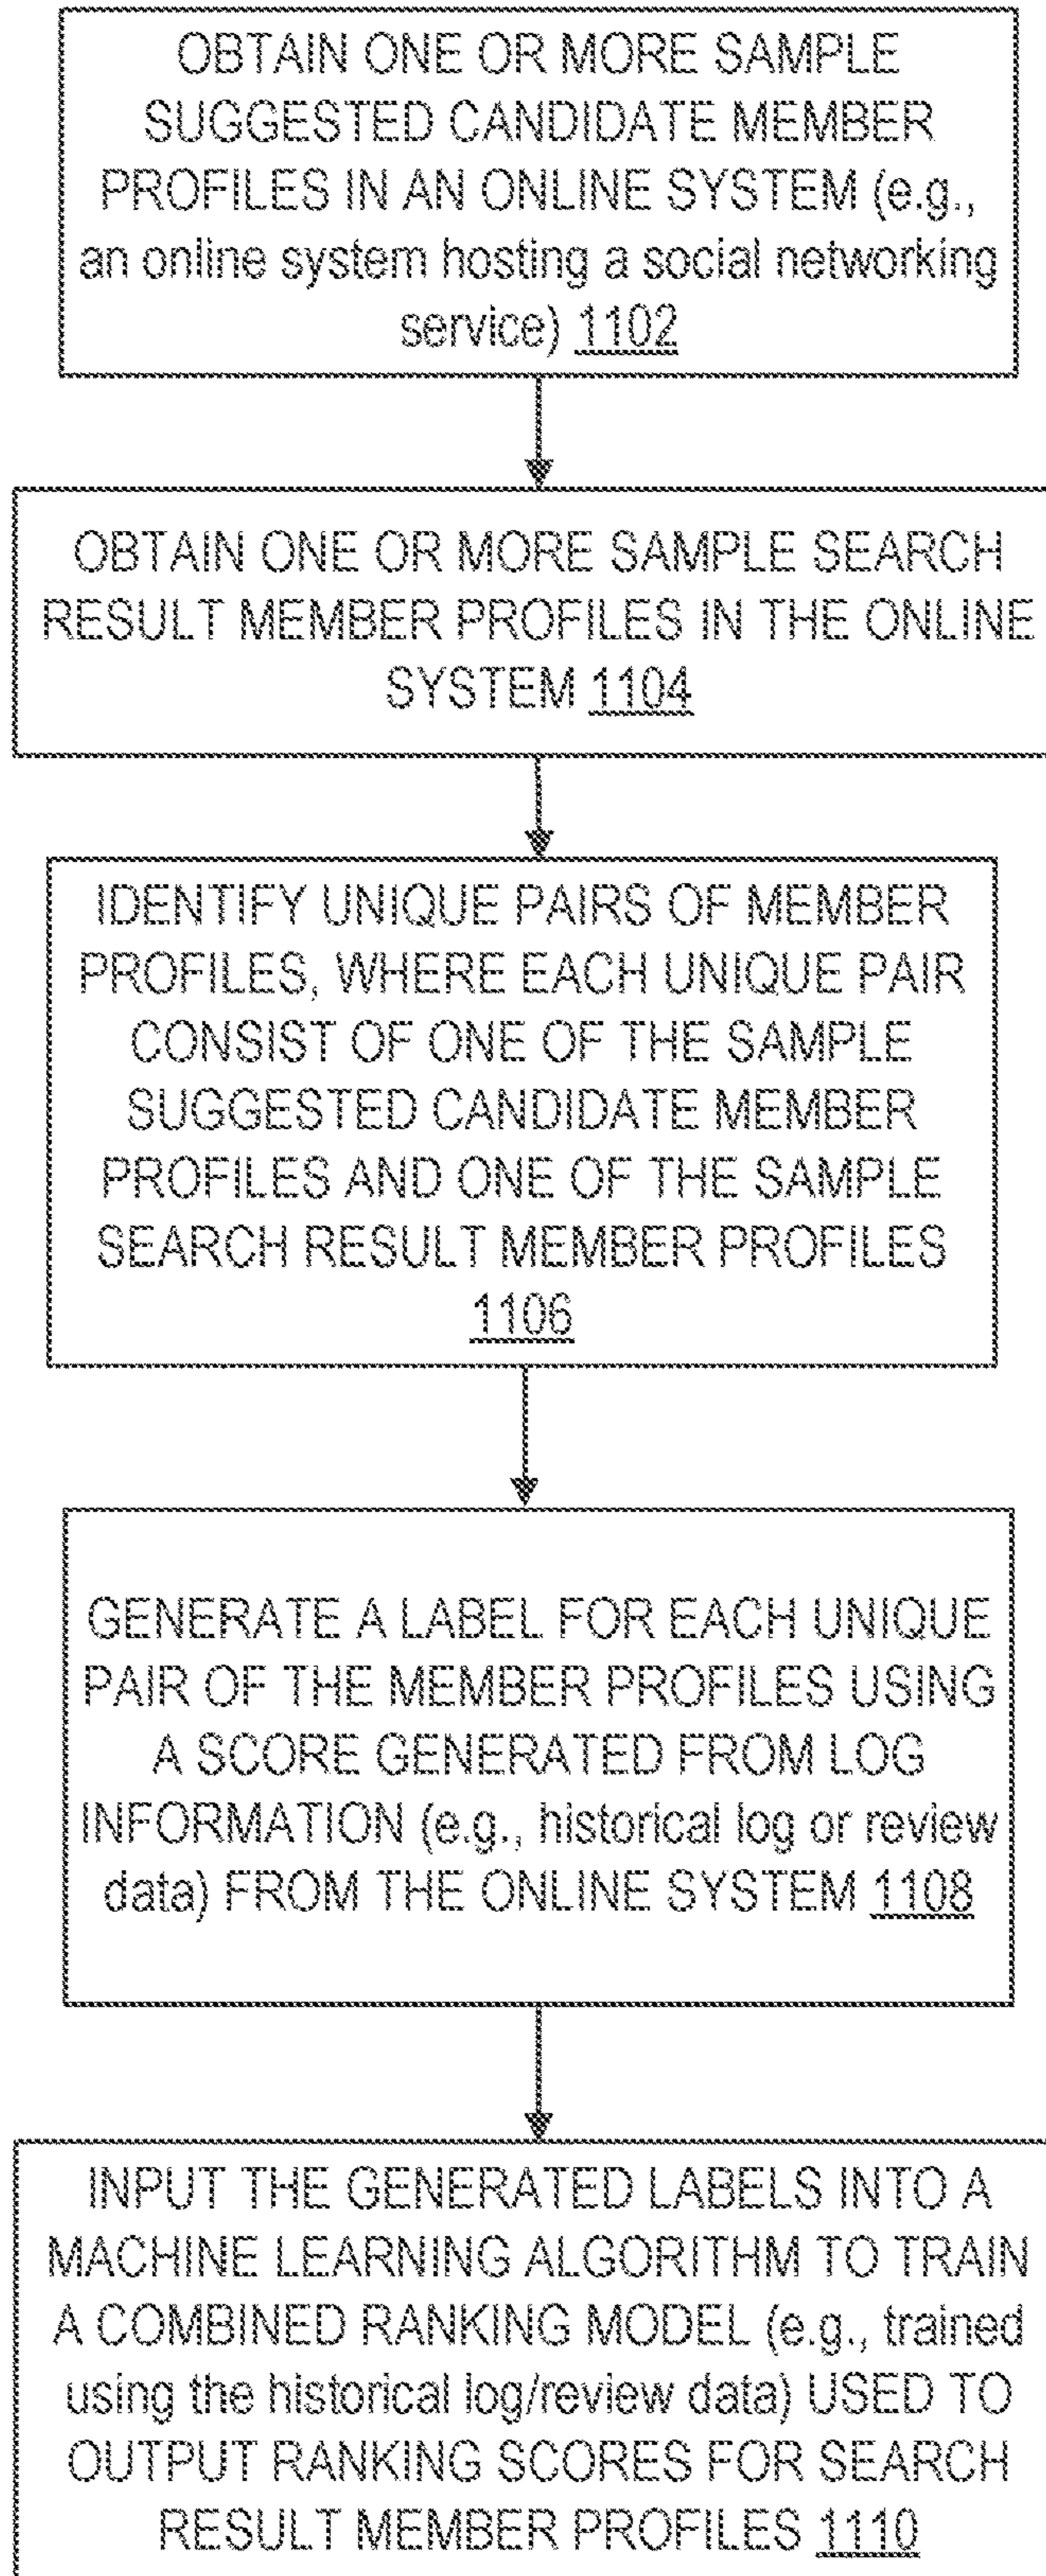 OBTAIN ONE OR MORE SAMPLE
SUGGESTED CANDIDATE MEMBER
PROFILES IN AN ONLINE SYSTEM (e.g.,
an online system hosting a social networking
service) 1102
OBTAIN ONE OR MORE SAMPLE SEARCH
RESULT MEMBER PROFILES IN THE ONLINE
SYSTEM 1104
IDENTIFY UNIQUE PAIRS OF MEMBER
PROFILES, WHERE EACH UNIQUE PAIR
CONSIST OF ONE OF THE SAMPLE
SUGGESTED CANDIDATE MEMBER
PROFILES AND ONE OF THE SAMPLE
SEARCH RESULT MEMBER PROFILES
1106
GENERATE A LABEL FOR EACH UNIQUE
PAIR OF THE MEMBER PROFILES USING
A SCORE GENERATED FROM LOG
INFORMATION (e.g., historical log or review
data) FROM THE ONLINE SYSTEM 1108
INPUT THE GENERATED LABELS INTO A
MACHINE LEARNING ALGORITHM TO TRAIN
A COMBINED RANKING MODEL (e.g., trained
using the historical log/review data) USED TO
OUTPUT RANKING SCORES FOR SEARCH
RESULT MEMBER PROFILES 1110